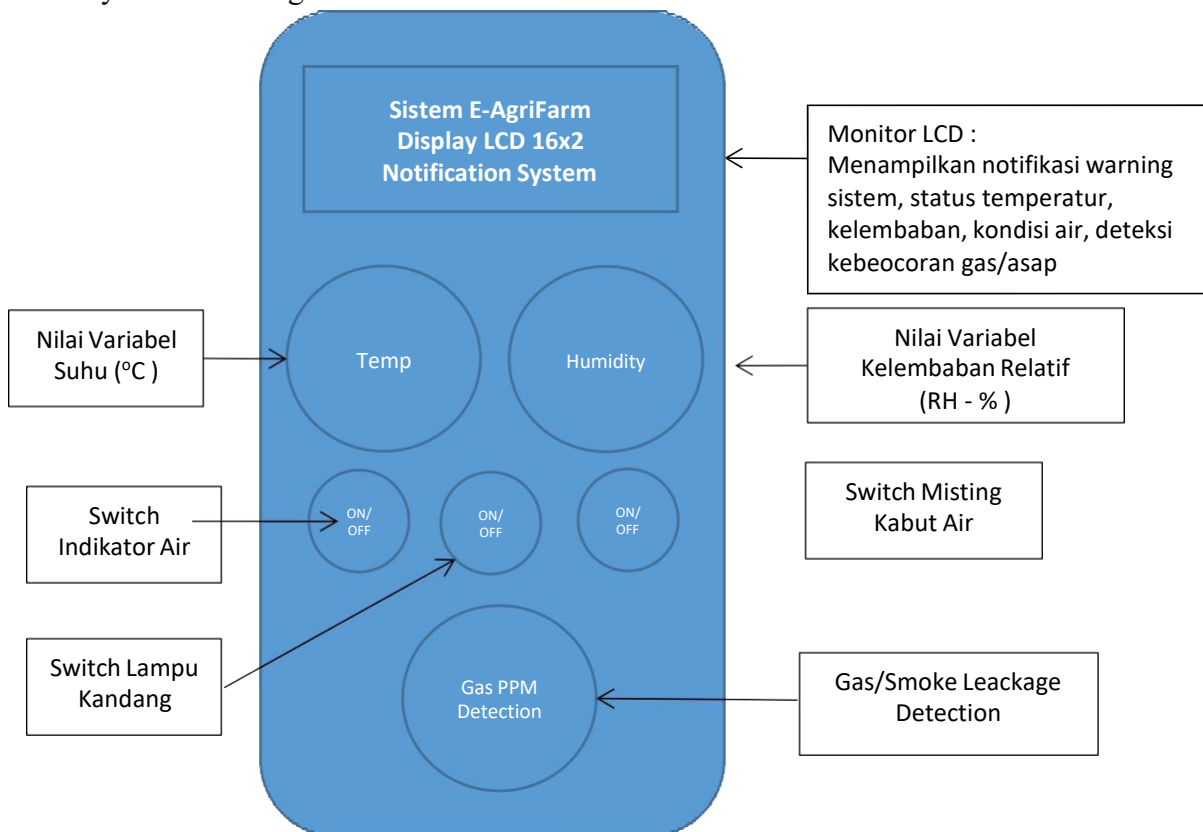 Sistem E-AgriFarm
Display LCD 16x2
Notification System
Monitor LCD :
Menampilkan notifikasi warning
sistem, status temperatur,
kelembaban, kondisi air, deteksi
kebeocoran gas/asap
Nilai Variabel
Suhu (°C )
Temp
Humidity
Nilai Variabel
Kelembaban Relatif
(RH - % )
Switch
Indikator Air
ON/
OFF
ON/
OFF
ON/
OFF
Switch Misting
Kabut Air
Switch Lampu
Kandang
Gas PPM
Detection
Gas/Smoke Leackage
Detection